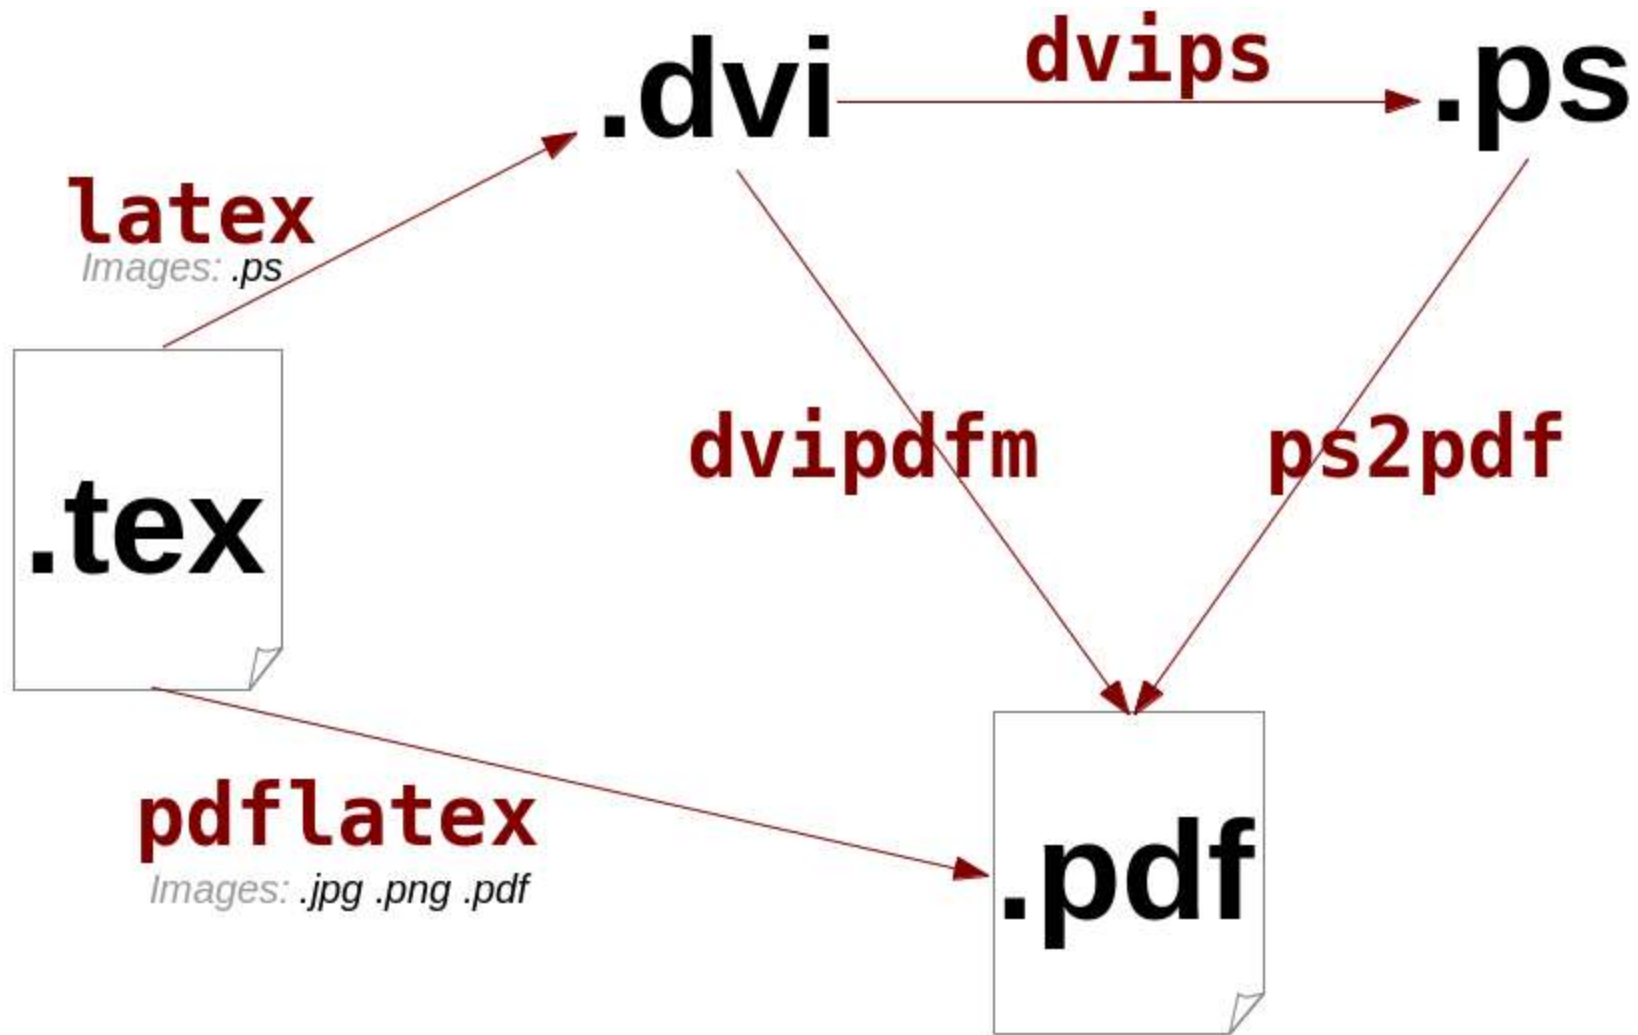 .dvi
dvips
.ps
latex
Images: .ps
.tex
dvipdfm
ps2pdf
pdflatex
Images: .jpg .png .pdf
.pdf